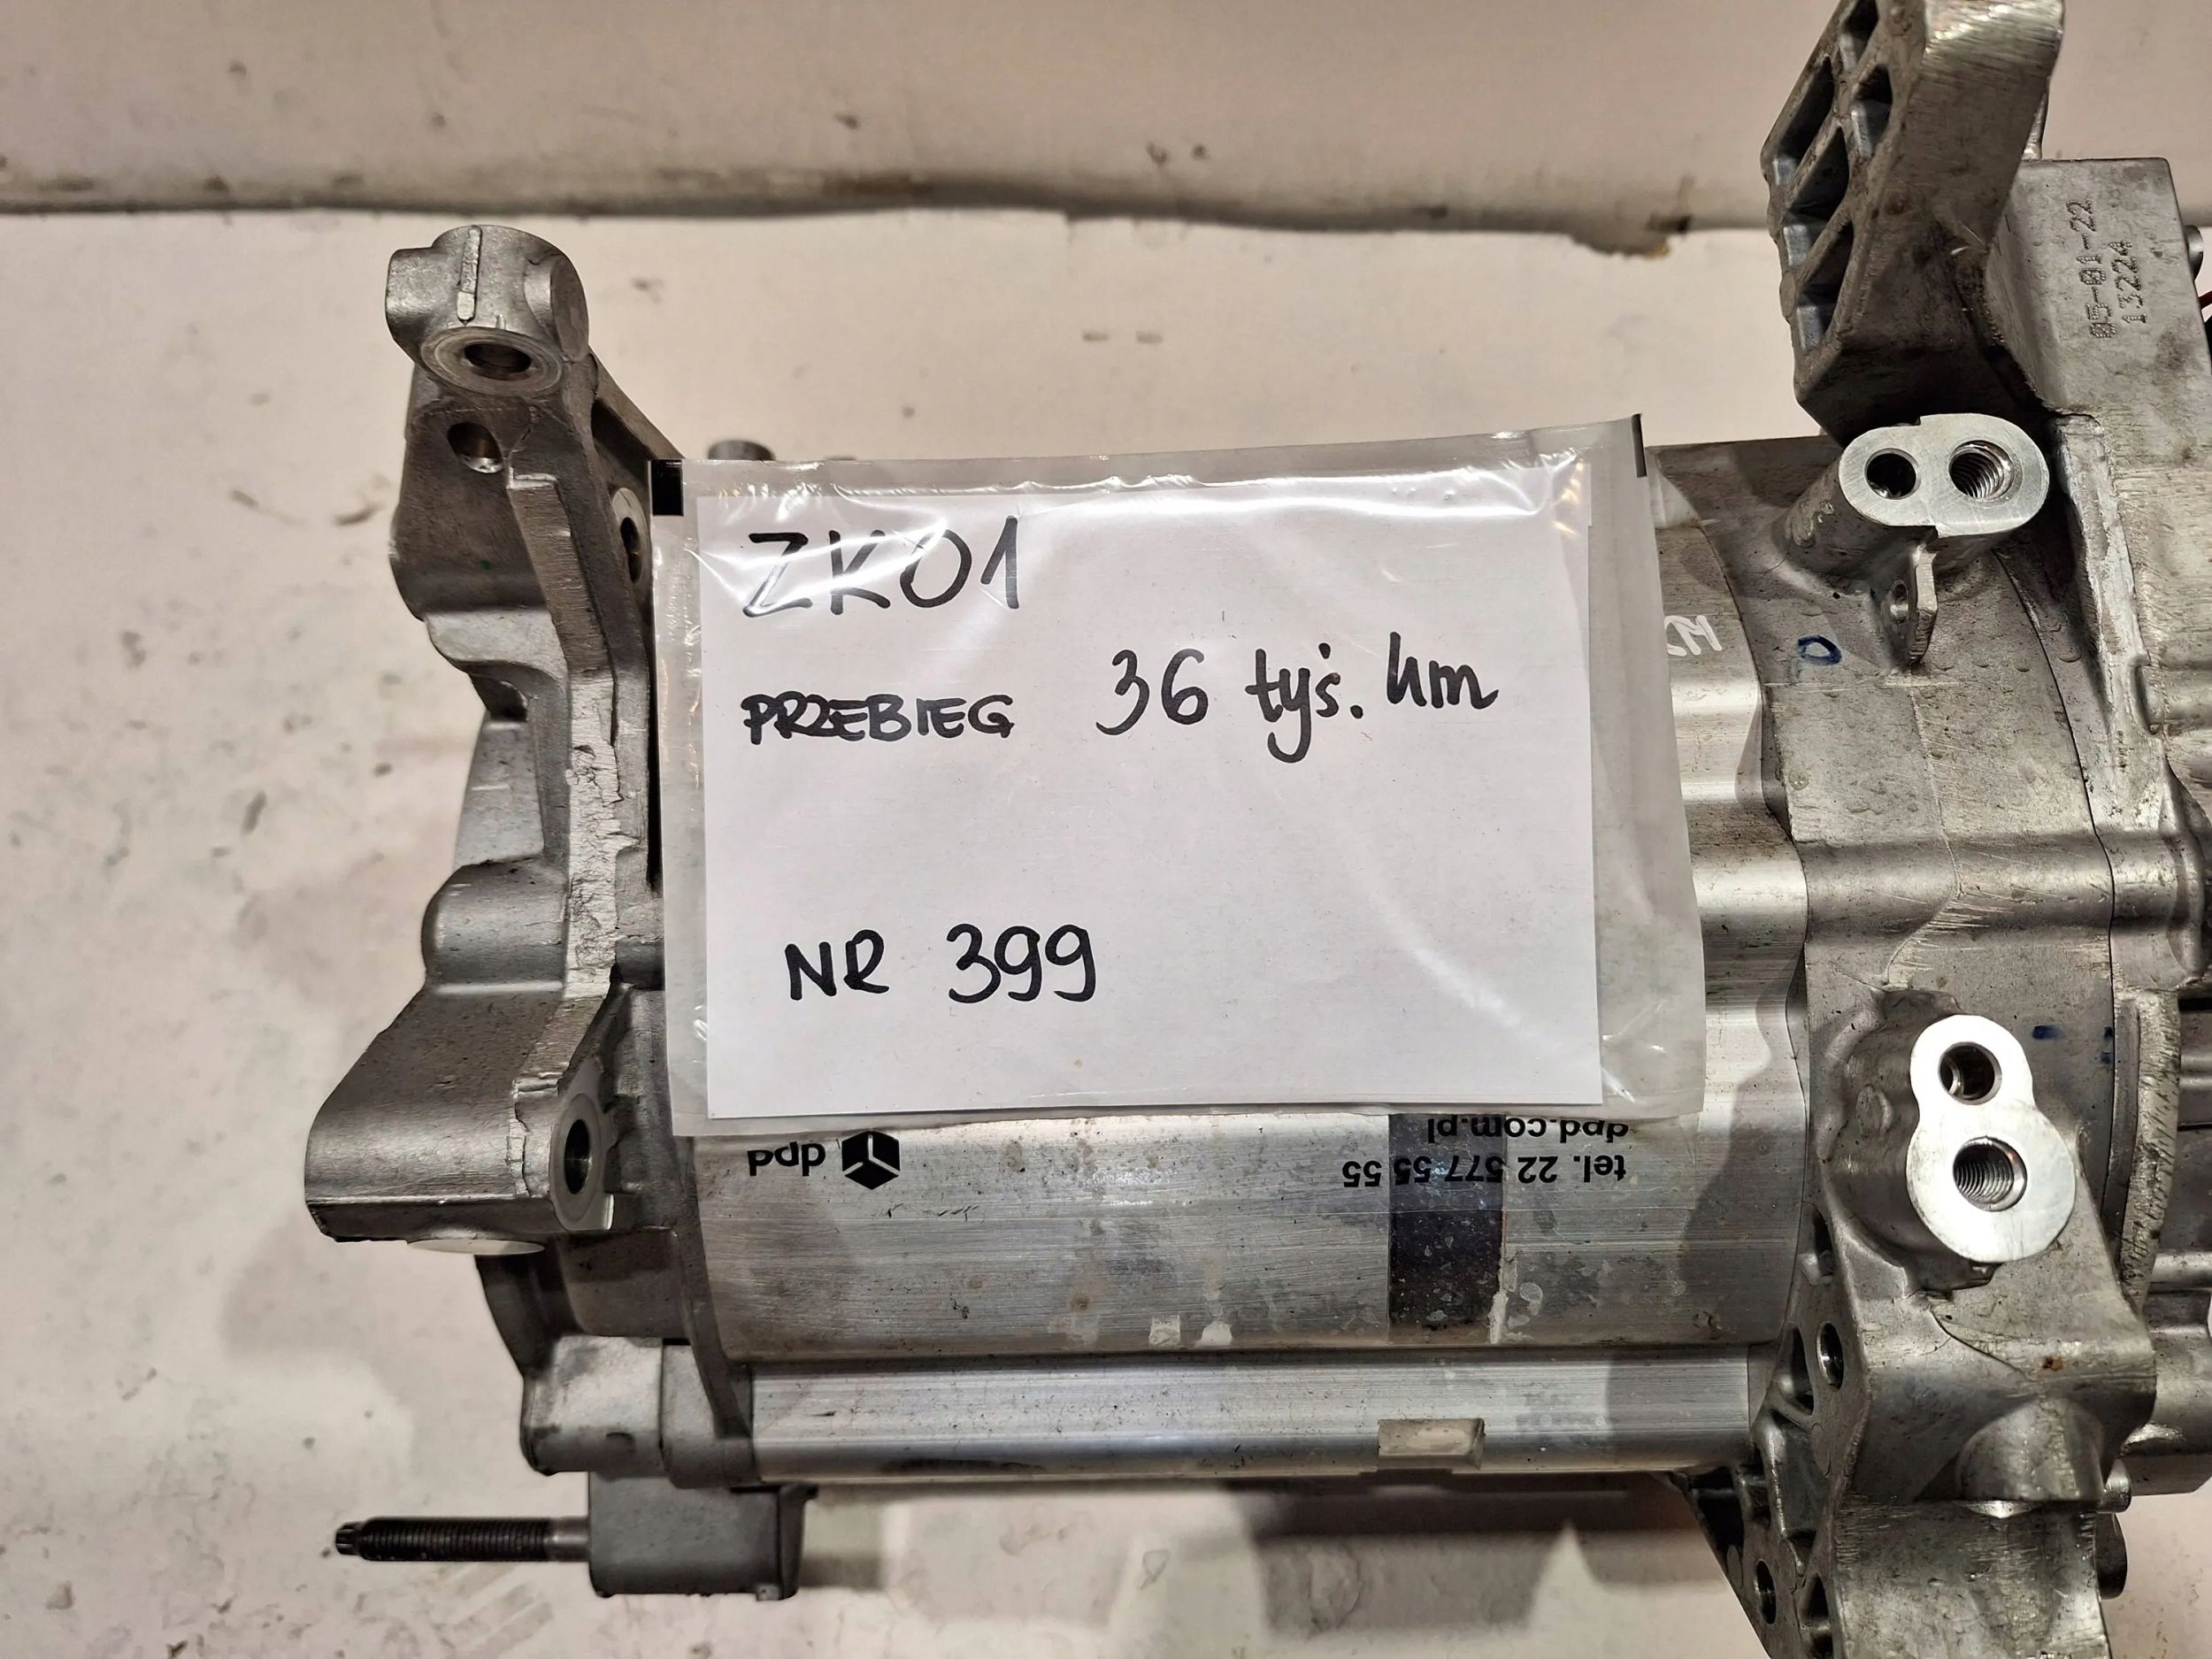 05-01-22
13224
ZK01
PRZEBIEG 36 tyś. km
NR 399
dpd
dpd.com.pl
tel. 22 577 55 55